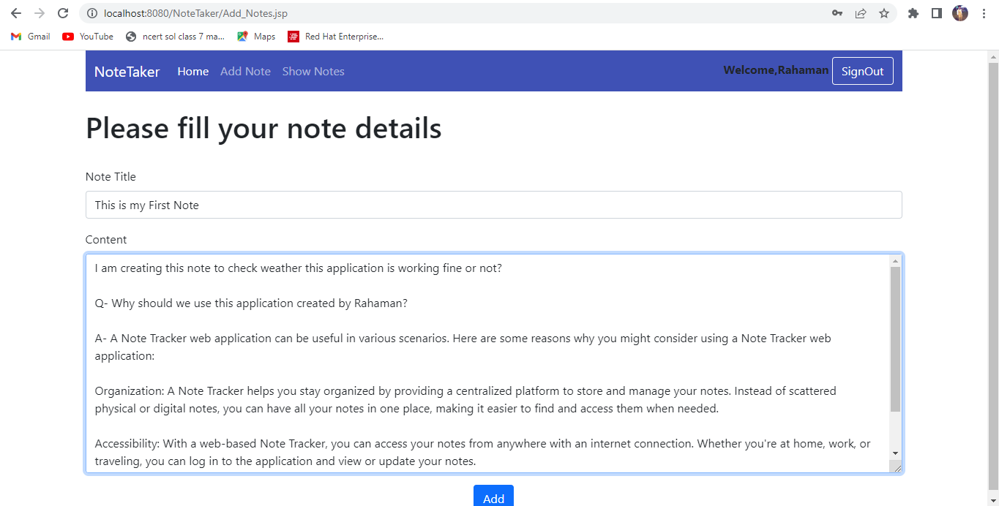 localhost:8080/NoteTaker/Add_Notes.jsp
Gmail YouTube ncert sol class 7 ma... Maps Red Hat Enterprise...
NoteTaker Home Add Note Show Notes Welcome,Rahaman SignOut
Please fill your note details
Note Title
This is my First Note
Content
I am creating this note to check weather this application is working fine or not?
Q- Why should we use this application created by Rahaman?
A- A Note Tracker web application can be useful in various scenarios. Here are some reasons why you might consider using a Note Tracker web
application:
Organization: A Note Tracker helps you stay organized by providing a centralized platform to store and manage your notes. Instead of scattered
physical or digital notes, you can have all your notes in one place, making it easier to find and access them when needed.
Accessibility: With a web-based Note Tracker, you can access your notes from anywhere with an internet connection. Whether you're at home, work, or
traveling, you can log in to the application and view or update your notes.
Add